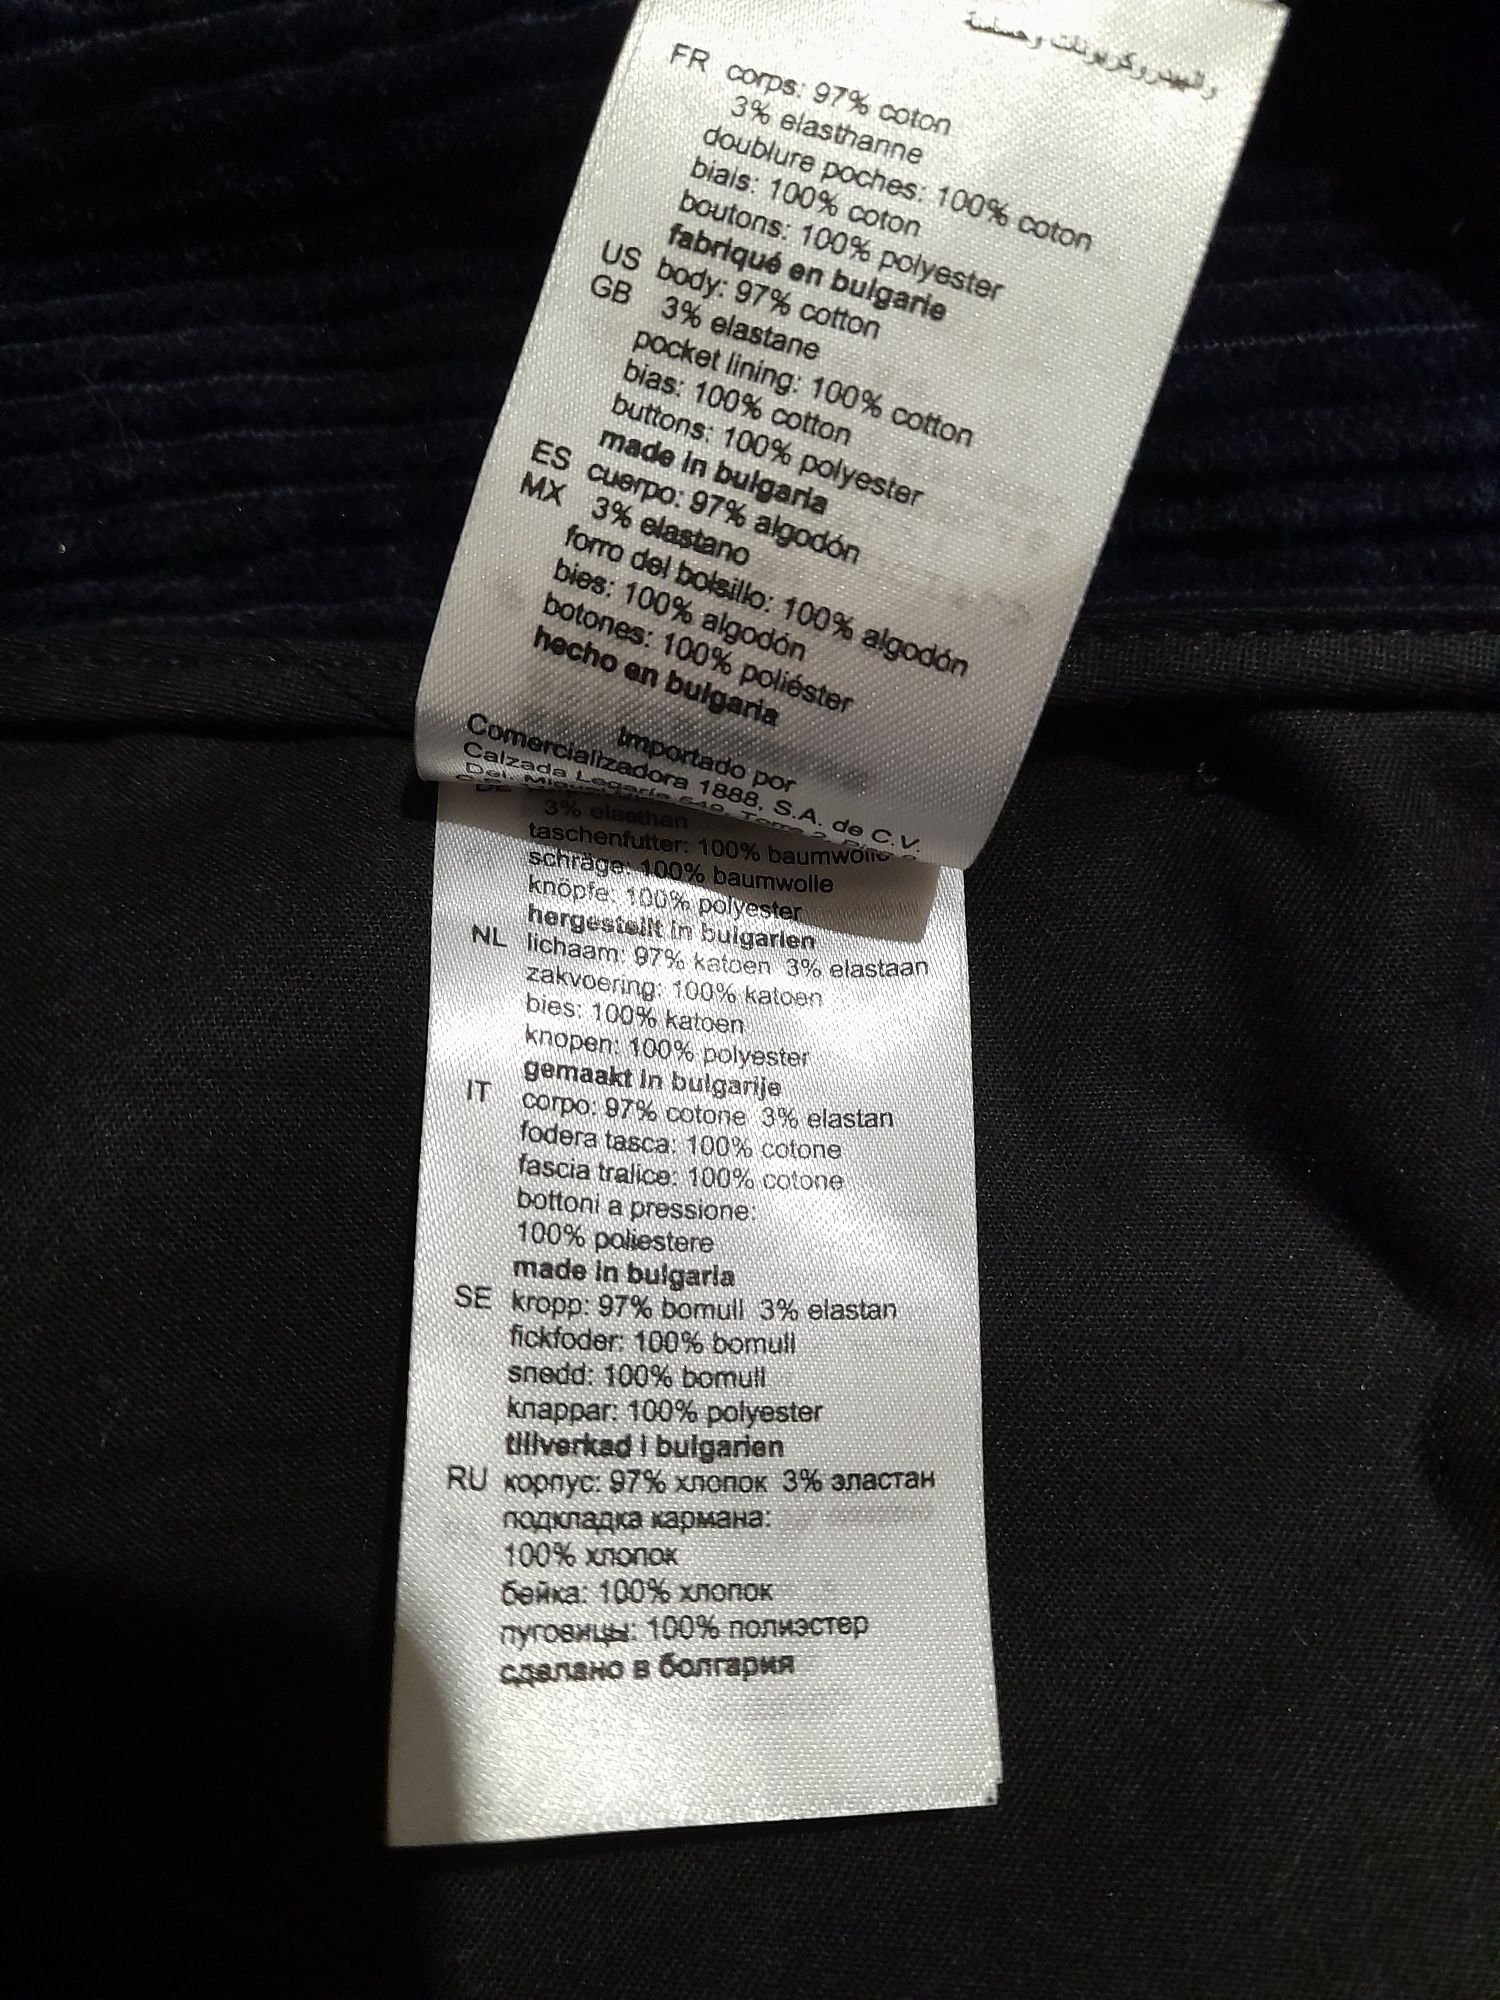 والهيدروكربونات وحساسة
FR corps: 97% coton
3% elasthanne
doublure poches: 100% coton
biais: 100% coton
boutons: 100% polyester
fabriqué en bulgarie
US body: 97% cotton
GB 3% elastane
pocket lining: 100% cotton
bias: 100% cotton
buttons: 100% polyester
made in bulgaria
ES cuerpo: 97% algodón
MX 3% elastano
forro del bolsillo: 100% algodón
bies: 100% algodón
botones: 100% poliéster
hecho en bulgaria
Importado por
Comercializadora 1888, S.A. de C.V.
Calzada Legaria 549, Torre 2,
DE
3% elasthan
taschenfutter: 100% baumwolle
schräge: 100% baumwolle
knöpfe: 100% polyester
hergestellt in bulgarien
NL lichaam: 97% katoen 3% elastaan
zakvoering: 100% katoen
bies: 100% katoen
knopen: 100% polyester
gemaakt in bulgarije
IT corpo: 97% cotone 3% elastan
fodera tasca: 100% cotone
fascia tralice: 100% cotone
bottoni a pressione:
100% poliestere
made in bulgaria
SE kropp: 97% bomull 3% elastan
fickfoder: 100% bomull
snedd: 100% bomull
knappar: 100% polyester
tillverkad i bulgarien
RU корпус: 97% хлопок 3% эластан
подкладка кармана:
100% хлопок
бейка: 100% хлопок
пуговицы: 100% полиэстер
сделано в болгария